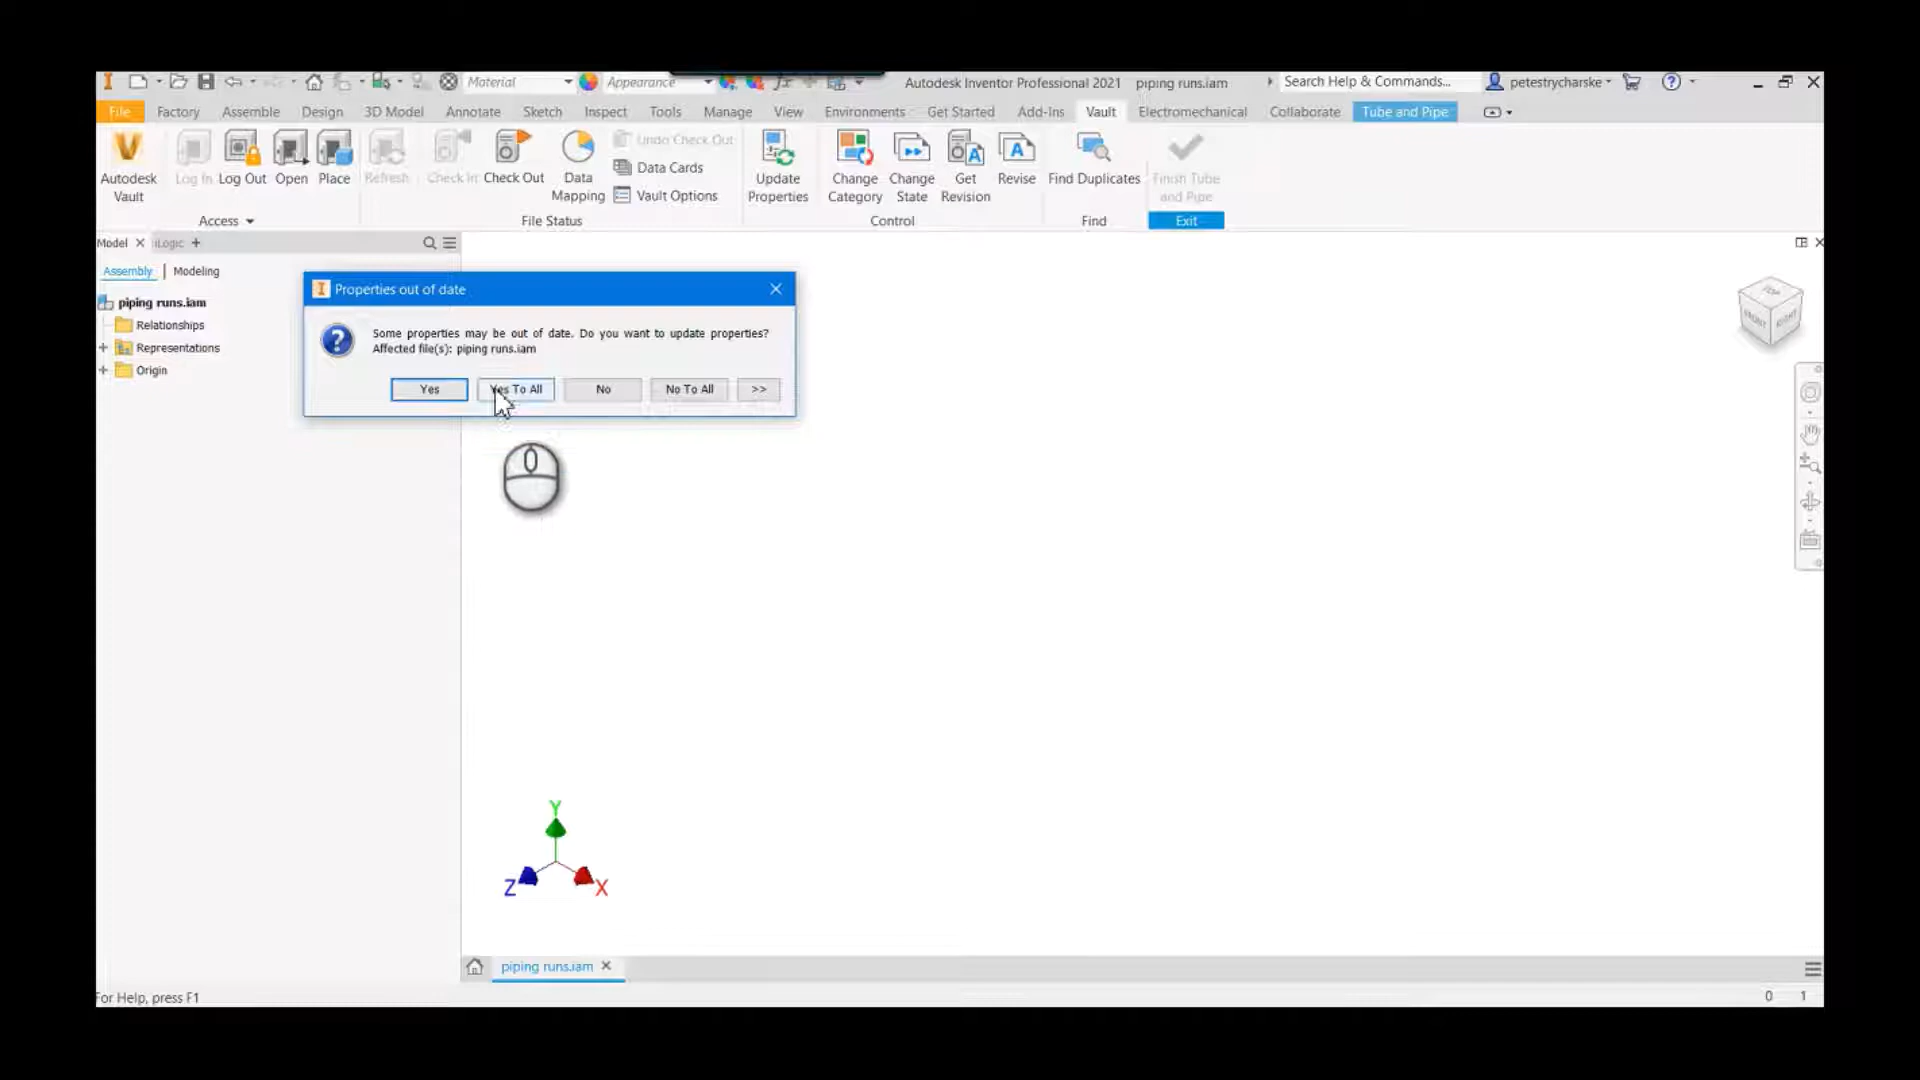 Material
Appearance
Autodesk Inventor Professional 2021 piping runs.iam
Search Help & Commands...
petestrycharske
File Factory Assemble Design 3D Model Annotate Sketch Inspect Tools Manage View Environments Get Started Add-Ins Vault Electromechanical Collaborate Tube and Pipe
Autodesk Vault
Log In
Log Out
Open
Place
Refresh
Access
Check In
Check Out
Data Mapping
Undo Check Out
Data Cards
Vault Options
File Status
Update Properties
Change Category
Change State
Get Revision
Revise
Control
Find Duplicates
Find
Finish Tube and Pipe
Exit
Model iLogic +
Assembly | Modeling
piping runs.iam
Relationships
Representations
Origin
Properties out of date
Some properties may be out of date. Do you want to update properties?
Affected file(s): piping runs.iam
Yes Yes To All No No To All >>
FRONT RIGHT
Y
Z X
piping runs.iam
For Help, press F1
0 1